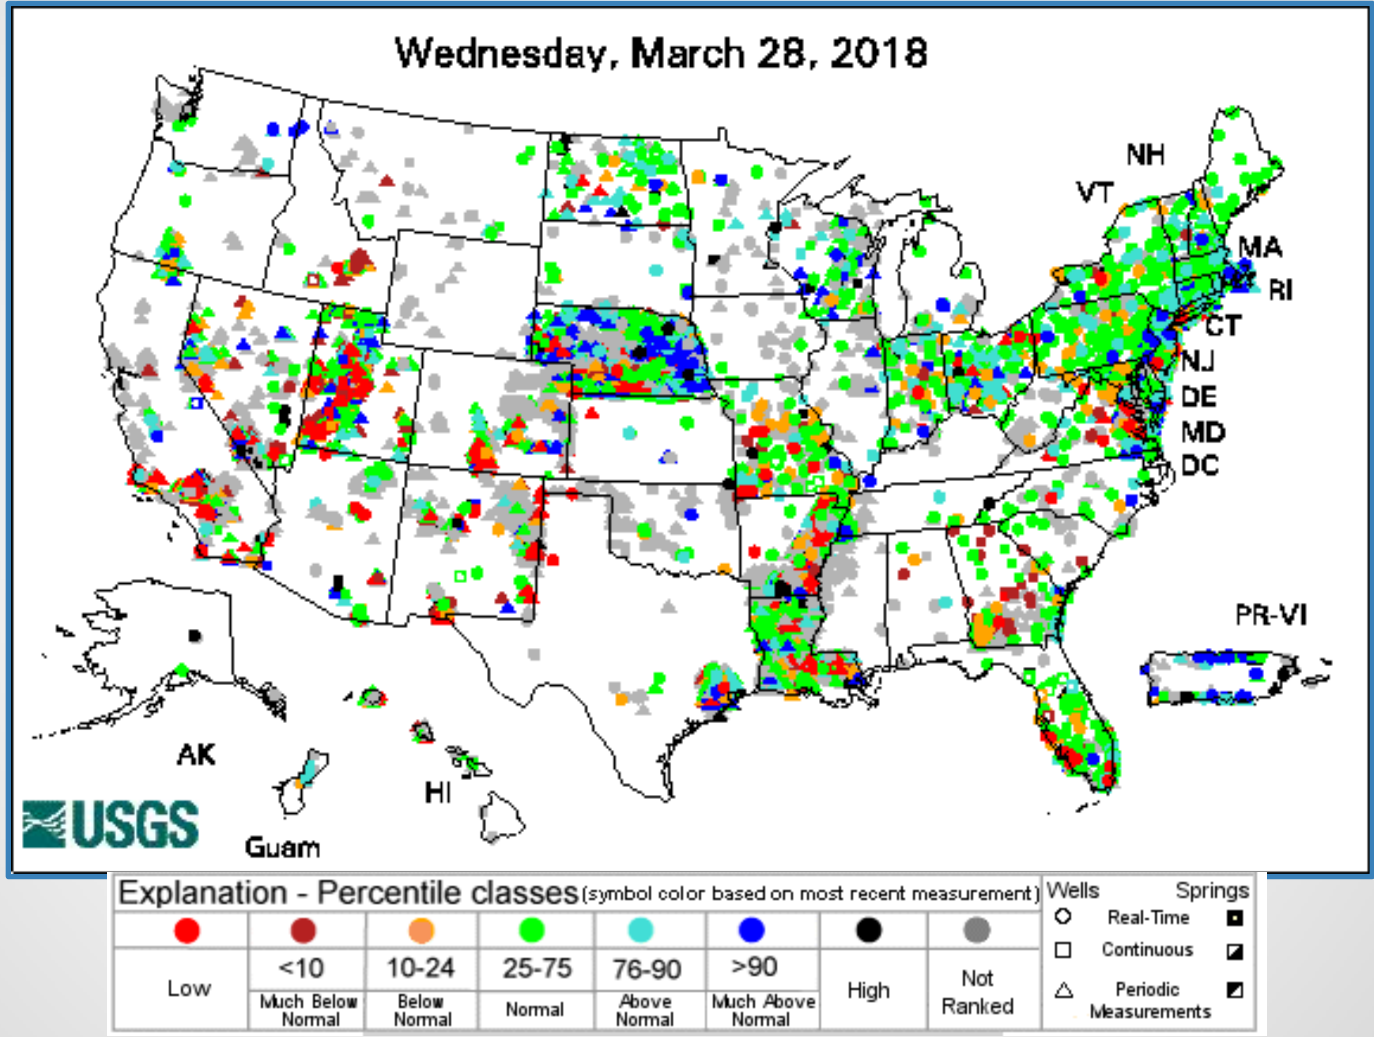 Wednesday, March 28, 2018
NH
VT
MA
RI
CT
NJ
DE
MD
DC
PR-VI
AK
HI
Guam
USGS
Explanation - Percentile classes (symbol color based on most recent measurement)
Low
<10
Much Below Normal
10-24
Below Normal
25-75
Normal
76-90
Above Normal
>90
Much Above Normal
High
Not Ranked
Wells Springs
Real-Time
Continuous
Periodic Measurements